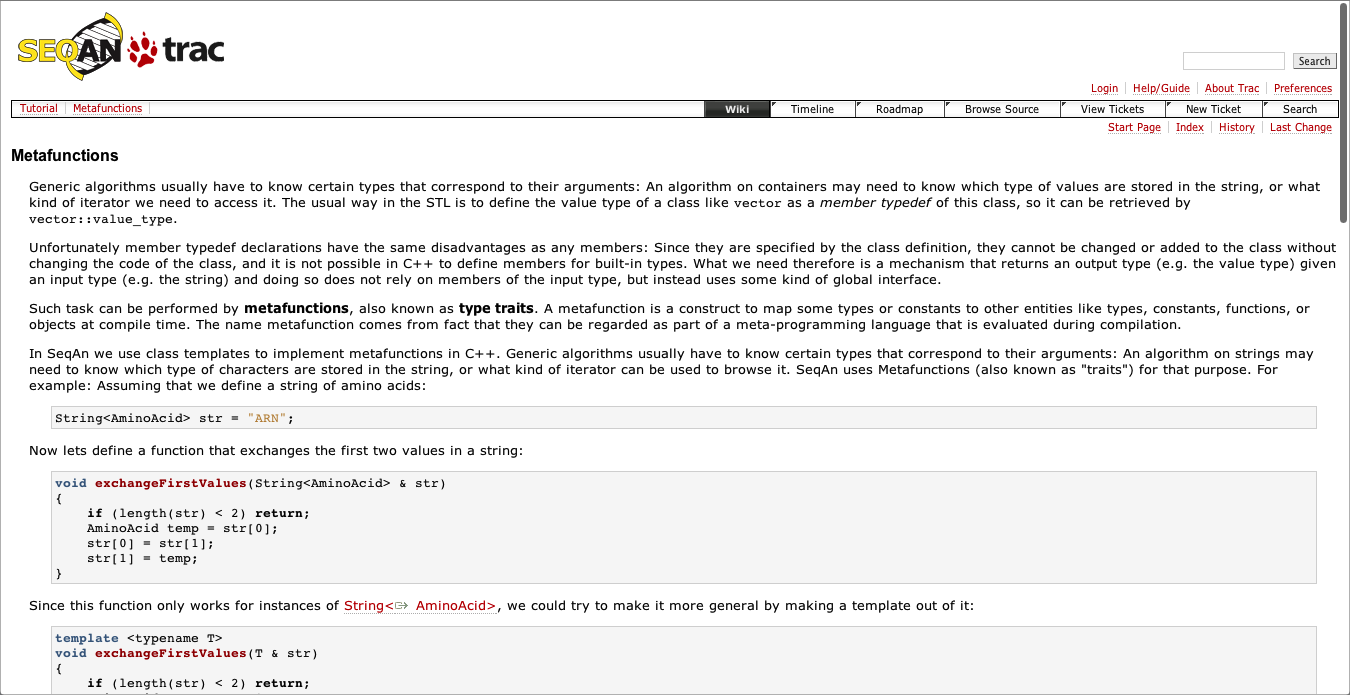 SEQAN trac
Search
Login Help/Guide About Trac Preferences
Tutorial Metafunctions Wiki Timeline Roadmap Browse Source View Tickets New Ticket Search
Start Page Index History Last Change
Metafunctions
Generic algorithms usually have to know certain types that correspond to their arguments: An algorithm on containers may need to know which type of values are stored in the string, or what
kind of iterator we need to access it. The usual way in the STL is to define the value type of a class like vector as a member typedef of this class, so it can be retrieved by
vector::value_type.
Unfortunately member typedef declarations have the same disadvantages as any members: Since they are specified by the class definition, they cannot be changed or added to the class without
changing the code of the class, and it is not possible in C++ to define members for built-in types. What we need therefore is a mechanism that returns an output type (e.g. the value type) given
an input type (e.g. the string) and doing so does not rely on members of the input type, but instead uses some kind of global interface.
Such task can be performed by metafunctions, also known as type traits. A metafunction is a construct to map some types or constants to other entities like types, constants, functions, or
objects at compile time. The name metafunction comes from fact that they can be regarded as part of a meta-programming language that is evaluated during compilation.
In SeqAn we use class templates to implement metafunctions in C++. Generic algorithms usually have to know certain types that correspond to their arguments: An algorithm on strings may
need to know which type of characters are stored in the string, or what kind of iterator can be used to browse it. SeqAn uses Metafunctions (also known as "traits") for that purpose. For
example: Assuming that we define a string of amino acids:
String<AminoAcid> str = "ARN";
Now lets define a function that exchanges the first two values in a string:
void exchangeFirstValues(String<AminoAcid> & str)
{
    if (length(str) < 2) return;
    AminoAcid temp = str[0];
    str[0] = str[1];
    str[1] = temp;
}
Since this function only works for instances of String< AminoAcid>, we could try to make it more general by making a template out of it:
template <typename T>
void exchangeFirstValues(T & str)
{
    if (length(str) < 2) return;